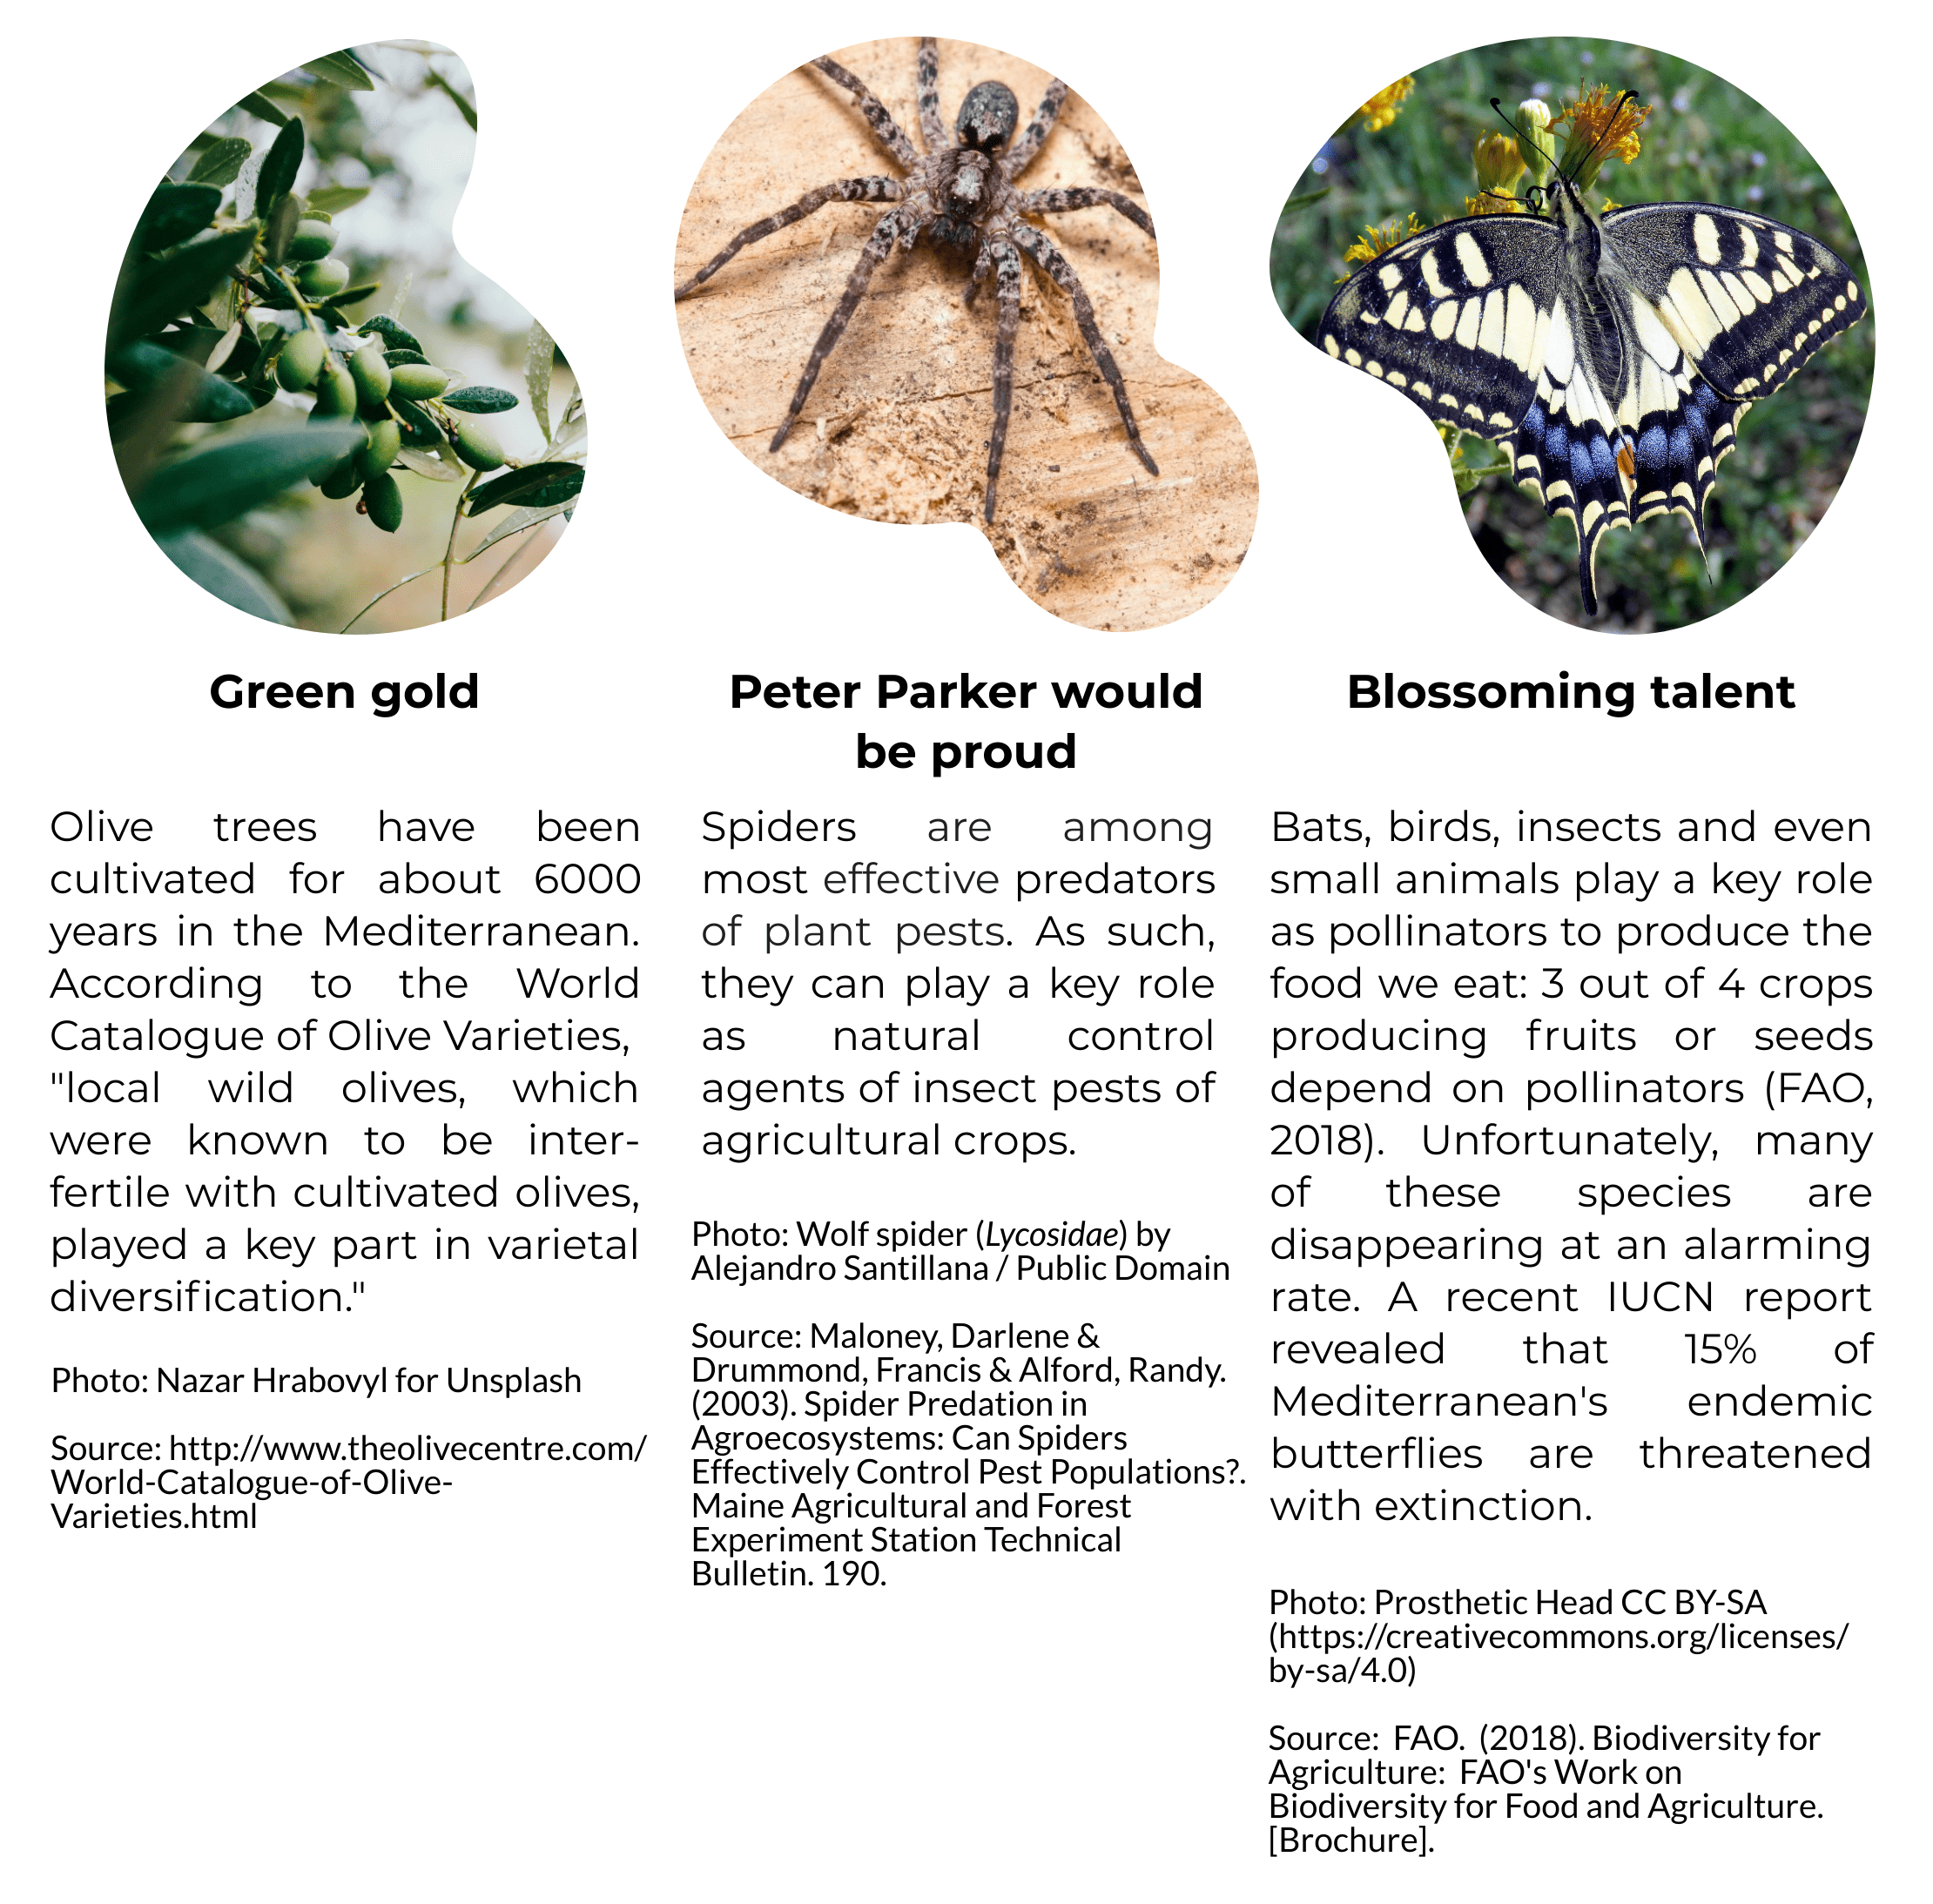 Green gold
Olive trees have been
cultivated for about 6000
years in the Mediterranean.
According to the World
Catalogue of Olive Varieties,
"local wild olives, which
were known to be inter-
fertile with cultivated olives,
played a key part in varietal
diversification."
Photo: Nazar Hrabovyl for Unsplash
Source: http://www.theolivecentre.com/
World-Catalogue-of-Olive-
Varieties.html
Peter Parker would
be proud
Spiders are among
most effective predators
of plant pests. As such,
they can play a key role
as natural control
agents of insect pests of
agricultural crops.
Photo: Wolf spider (Lycosidae) by
Alejandro Santillana / Public Domain
Source: Maloney, Darlene &
Drummond, Francis & Alford, Randy.
(2003). Spider Predation in
Agroecosystems: Can Spiders
Effectively Control Pest Populations?.
Maine Agricultural and Forest
Experiment Station Technical
Bulletin. 190.
Blossoming talent
Bats, birds, insects and even
small animals play a key role
as pollinators to produce the
food we eat: 3 out of 4 crops
producing fruits or seeds
depend on pollinators (FAO,
2018). Unfortunately, many
of these species are
disappearing at an alarming
rate. A recent IUCN report
revealed that 15% of
Mediterranean's endemic
butterflies are threatened
with extinction.
Photo: Prosthetic Head CC BY-SA
(https://creativecommons.org/licenses/
by-sa/4.0)
Source: FAO. (2018). Biodiversity for
Agriculture: FAO's Work on
Biodiversity for Food and Agriculture.
[Brochure].